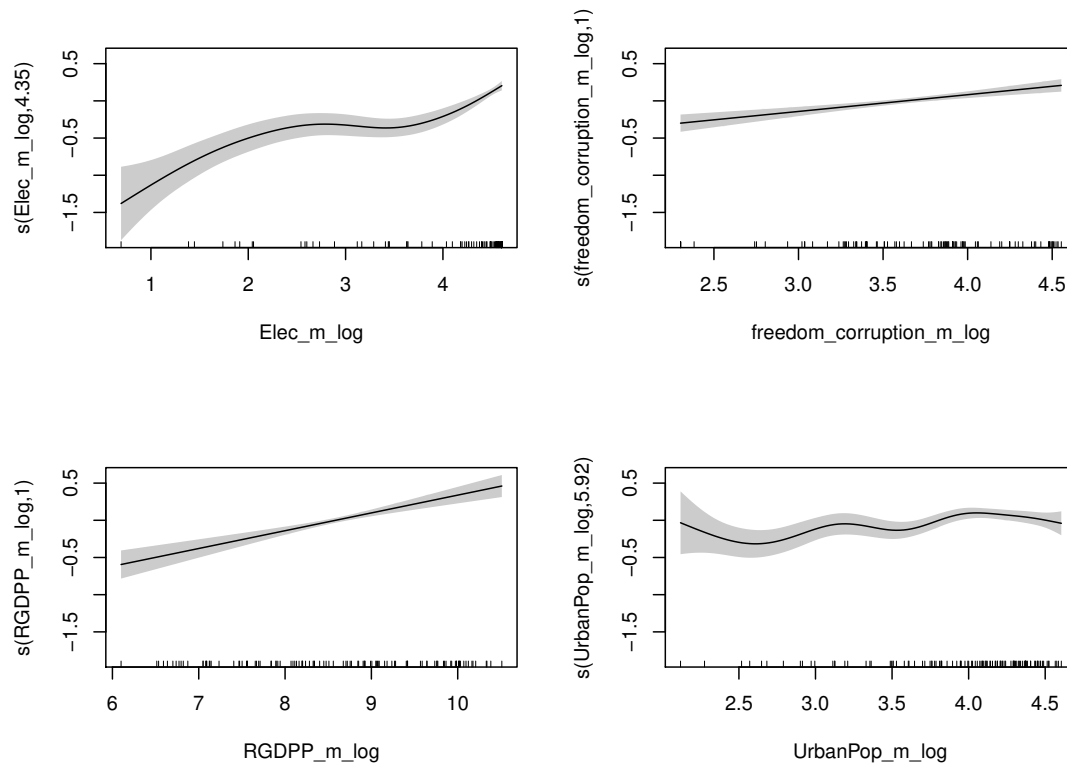 s(Elec_m_log,4.35)
0.5
−0.5
−1.5
1 2 3 4
Elec_m_log
s(freedom_corruption_m_log,1)
0.5
−0.5
−1.5
2.5 3.0 3.5 4.0 4.5
freedom_corruption_m_log
s(RGDPP_m_log,1)
0.5
−0.5
−1.5
6 7 8 9 10
RGDPP_m_log
s(UrbanPop_m_log,5.92)
0.5
−0.5
−1.5
2.5 3.0 3.5 4.0 4.5
UrbanPop_m_log